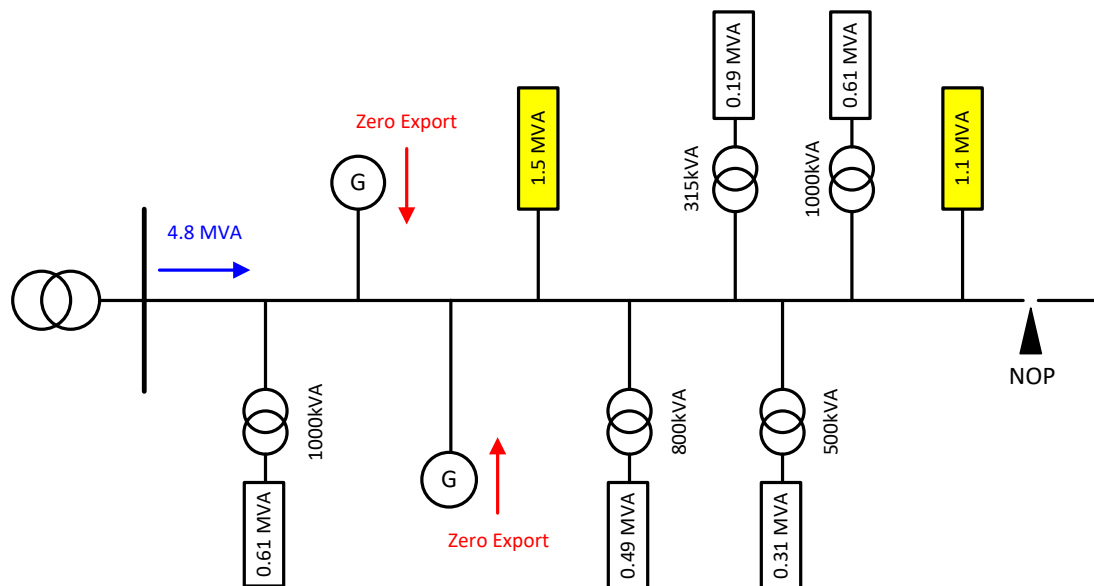 0.19 MVA
0.61 MVA
Zero Export
1.5 MVA
1.1 MVA
G
315kVA
1000kVA
4.8 MVA
NOP
1000kVA
800kVA
500kVA
G
Zero Export
0.61 MVA
0.49 MVA
0.31 MVA